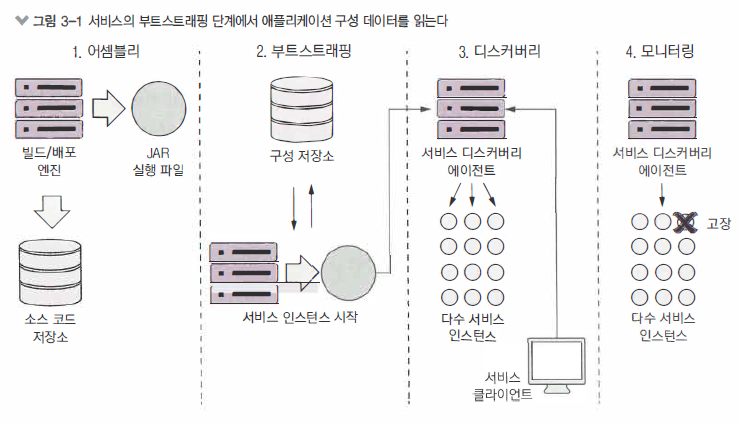 그림 3-1 서비스의 부트스트래핑 단계에서 애플리케이션 구성 데이터를 읽는다
1. 어셈블리
빌드/배포
엔진
JAR
실행 파일
소스 코드
저장소
2. 부트스트래핑
구성 저장소
서비스 인스턴스 시작
3. 디스커버리
서비스 디스커버리
에이전트
다수 서비스
인스턴스
서비스
클라이언트
4. 모니터링
서비스 디스커버리
에이전트
고장
다수 서비스
인스턴스